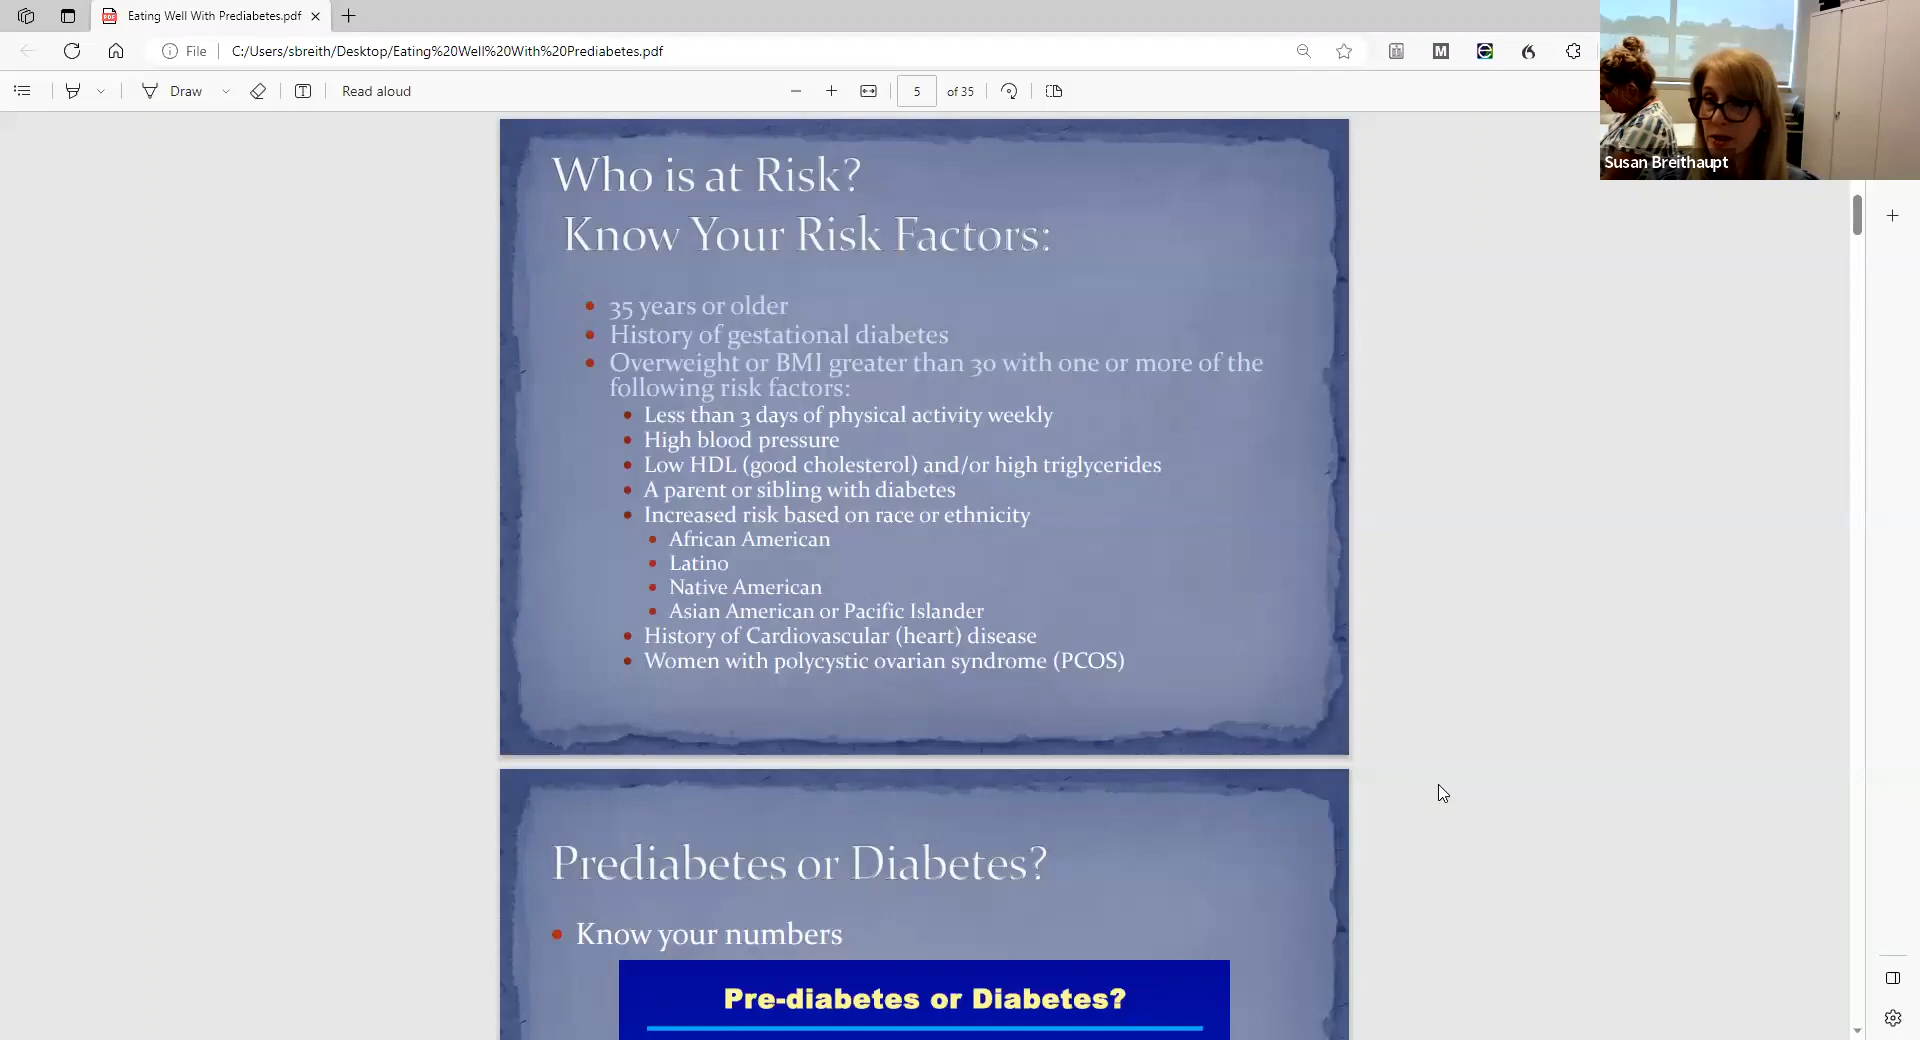 Eating Well With Prediabetes.pdf
File
C:/Users/sbreith/Desktop/Eating%20Well%20With%20Prediabetes.pdf
Draw
Read aloud
5 of 35
Susan Breithaupt
Who is at Risk?
Know Your Risk Factors:
35 years or older
History of gestational diabetes
Overweight or BMI greater than 30 with one or more of the
following risk factors:
Less than 3 days of physical activity weekly
High blood pressure
Low HDL (good cholesterol) and/or high triglycerides
A parent or sibling with diabetes
Increased risk based on race or ethnicity
African American
Latino
Native American
Asian American or Pacific Islander
History of Cardiovascular (heart) disease
Women with polycystic ovarian syndrome (PCOS)
Prediabetes or Diabetes?
Know your numbers
Pre-diabetes or Diabetes?